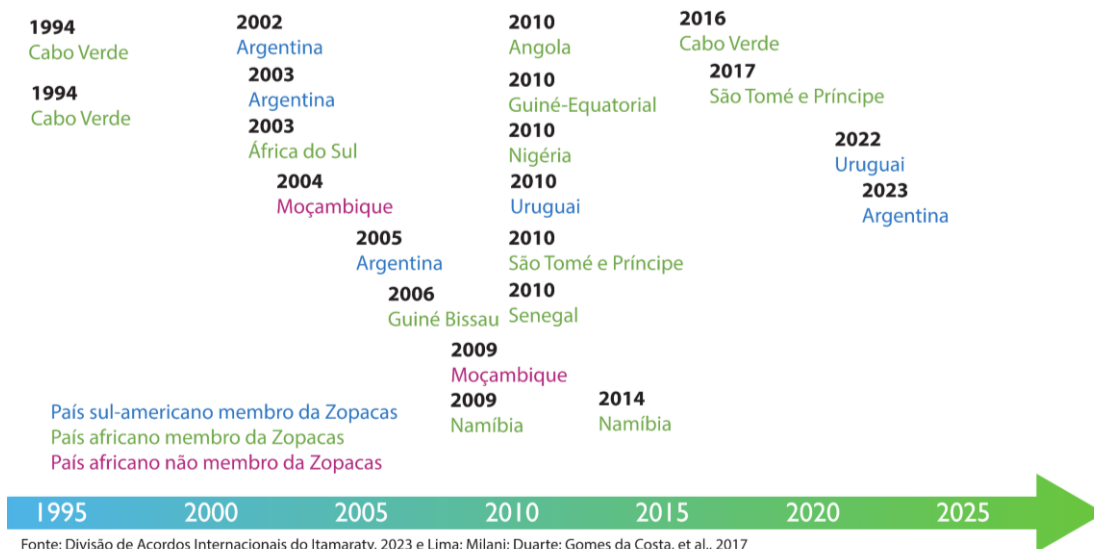 1994
Cabo Verde
1994
Cabo Verde
2002
Argentina
2003
Argentina
2003
África do Sul
2004
Moçambique
2005
Argentina
2006
Guiné Bissau
2009
Moçambique
2009
Namíbia
2010
Angola
2010
Guiné-Equatorial
2010
Nigéria
2010
Uruguai
2010
São Tomé e Príncipe
2010
Senegal
2014
Namíbia
2016
Cabo Verde
2017
São Tomé e Príncipe
2022
Uruguai
2023
Argentina
País sul-americano membro da Zopacas
País africano membro da Zopacas
País africano não membro da Zopacas
1995 2000 2005 2010 2015 2020 2025
Fonte: Divisão de Acordos Internacionais do Itamaraty, 2023 e Lima; Milani; Duarte; Gomes da Costa, et al., 2017